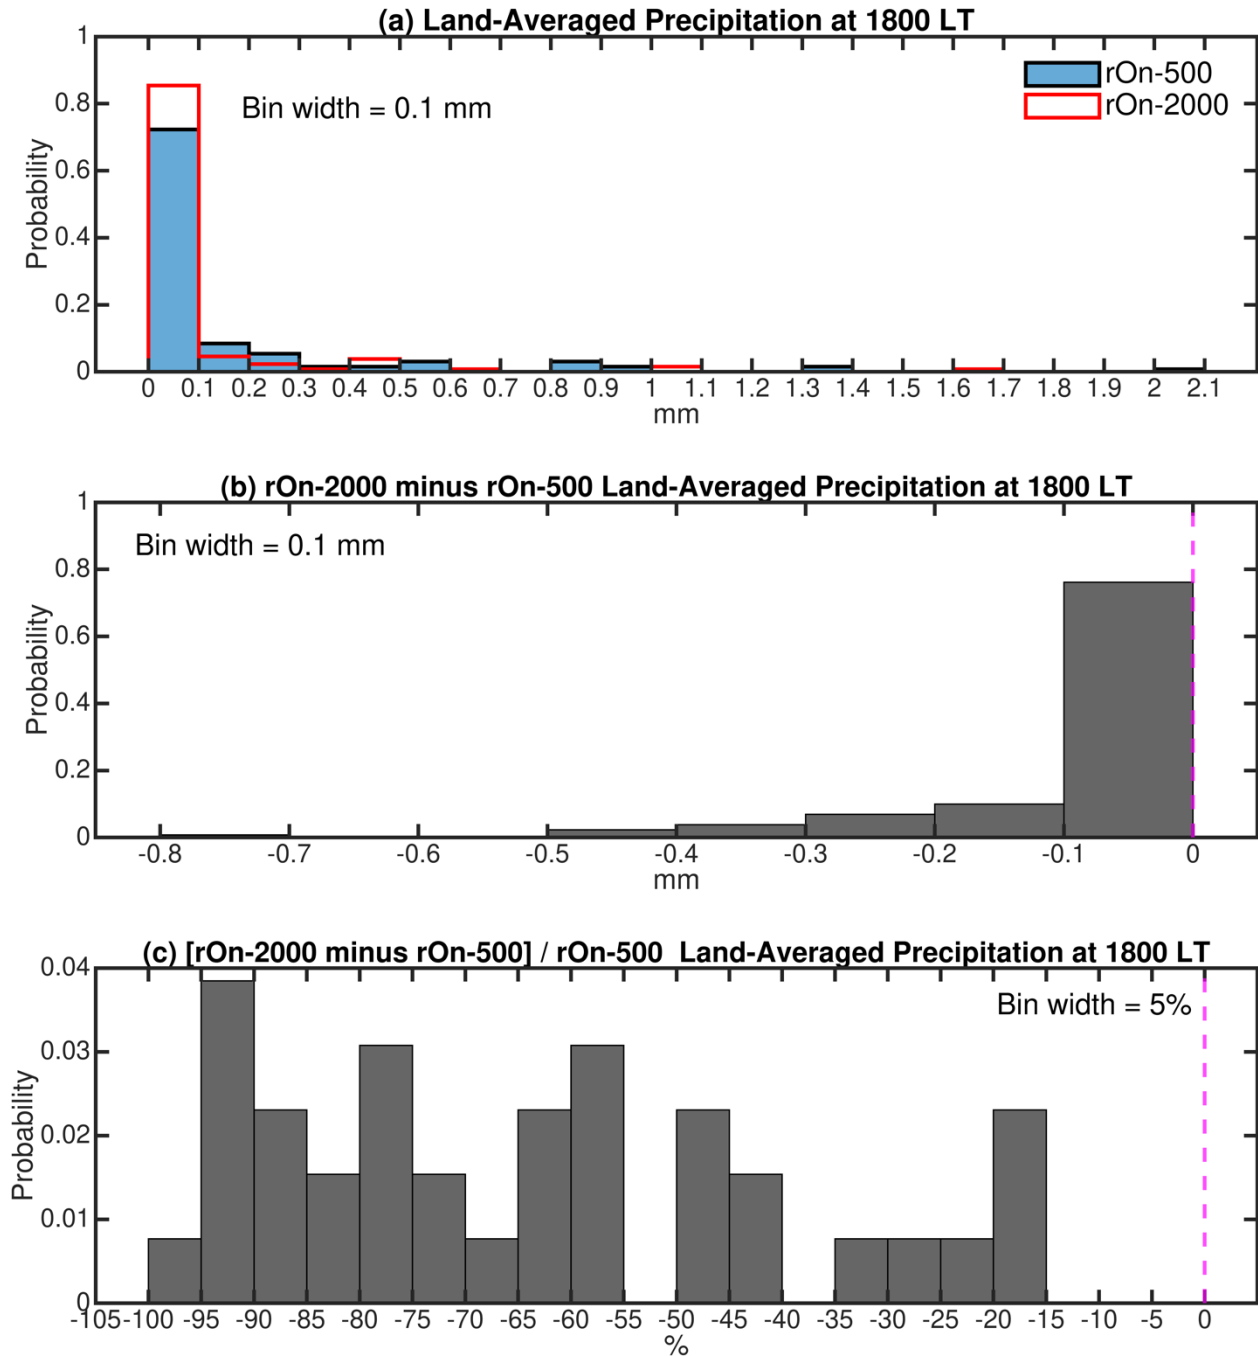 (a) Land-Averaged Precipitation at 1800 LT
1
0.8
0.6
0.4
0.2
0
Probability
Bin width = 0.1 mm
rOn-500
rOn-2000
0 0.1 0.2 0.3 0.4 0.5 0.6 0.7 0.8 0.9 1 1.1 1.2 1.3 1.4 1.5 1.6 1.7 1.8 1.9 2 2.1
mm
(b) rOn-2000 minus rOn-500 Land-Averaged Precipitation at 1800 LT
1
0.8
0.6
0.4
0.2
0
Probability
Bin width = 0.1 mm
-0.8 -0.7 -0.6 -0.5 -0.4 -0.3 -0.2 -0.1 0
mm
(c) [rOn-2000 minus rOn-500] / rOn-500 Land-Averaged Precipitation at 1800 LT
0.04
0.03
0.02
0.01
0
Probability
Bin width = 5%
-105 -100 -95 -90 -85 -80 -75 -70 -65 -60 -55 -50 -45 -40 -35 -30 -25 -20 -15 -10 -5 0
%